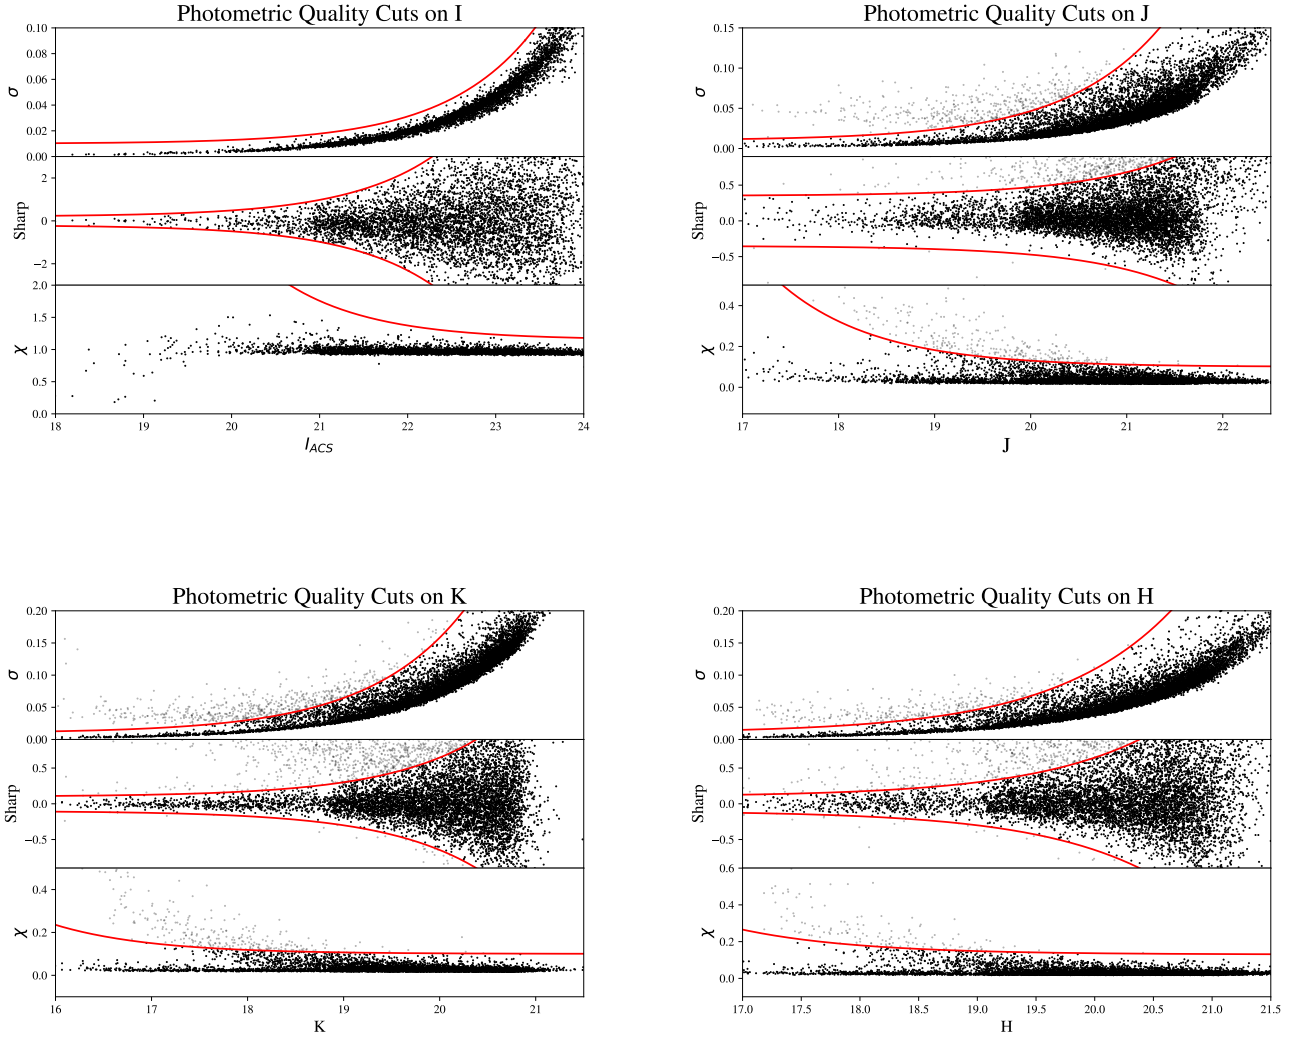 Photometric Quality Cuts on I
0.10
0.08
0.06
0.04
0.02
0.00
σ
2
0
−2
Sharp
2.0
1.5
1.0
0.5
0.0
χ
18 19 20 21 22 23 24
I_ACS
Photometric Quality Cuts on J
0.15
0.10
0.05
0.00
σ
0.5
0.0
−0.5
Sharp
0.4
0.2
0.0
χ
17 18 19 20 21 22
J
Photometric Quality Cuts on K
0.20
0.15
0.10
0.05
0.00
σ
0.5
0.0
−0.5
Sharp
0.4
0.2
0.0
χ
16 17 18 19 20 21
K
Photometric Quality Cuts on H
0.20
0.15
0.10
0.05
0.00
σ
0.5
0.0
−0.5
Sharp
0.6
0.4
0.2
0.0
χ
17.0 17.5 18.0 18.5 19.0 19.5 20.0 20.5 21.0 21.5
H